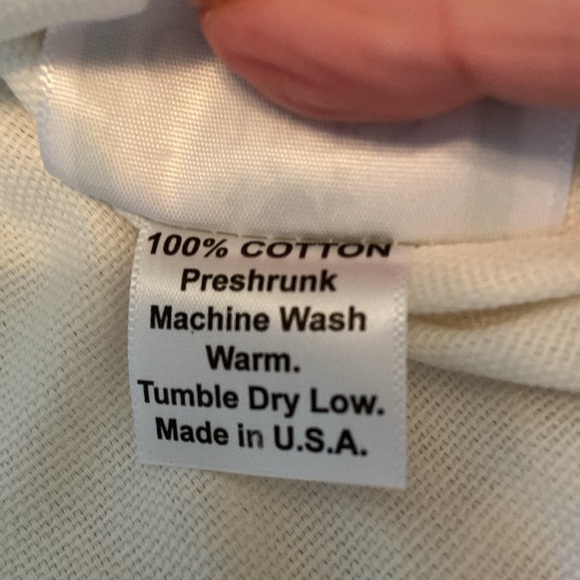 100% COTTON
Preshrunk
Machine Wash
Warm.
Tumble Dry Low.
Made in U.S.A.